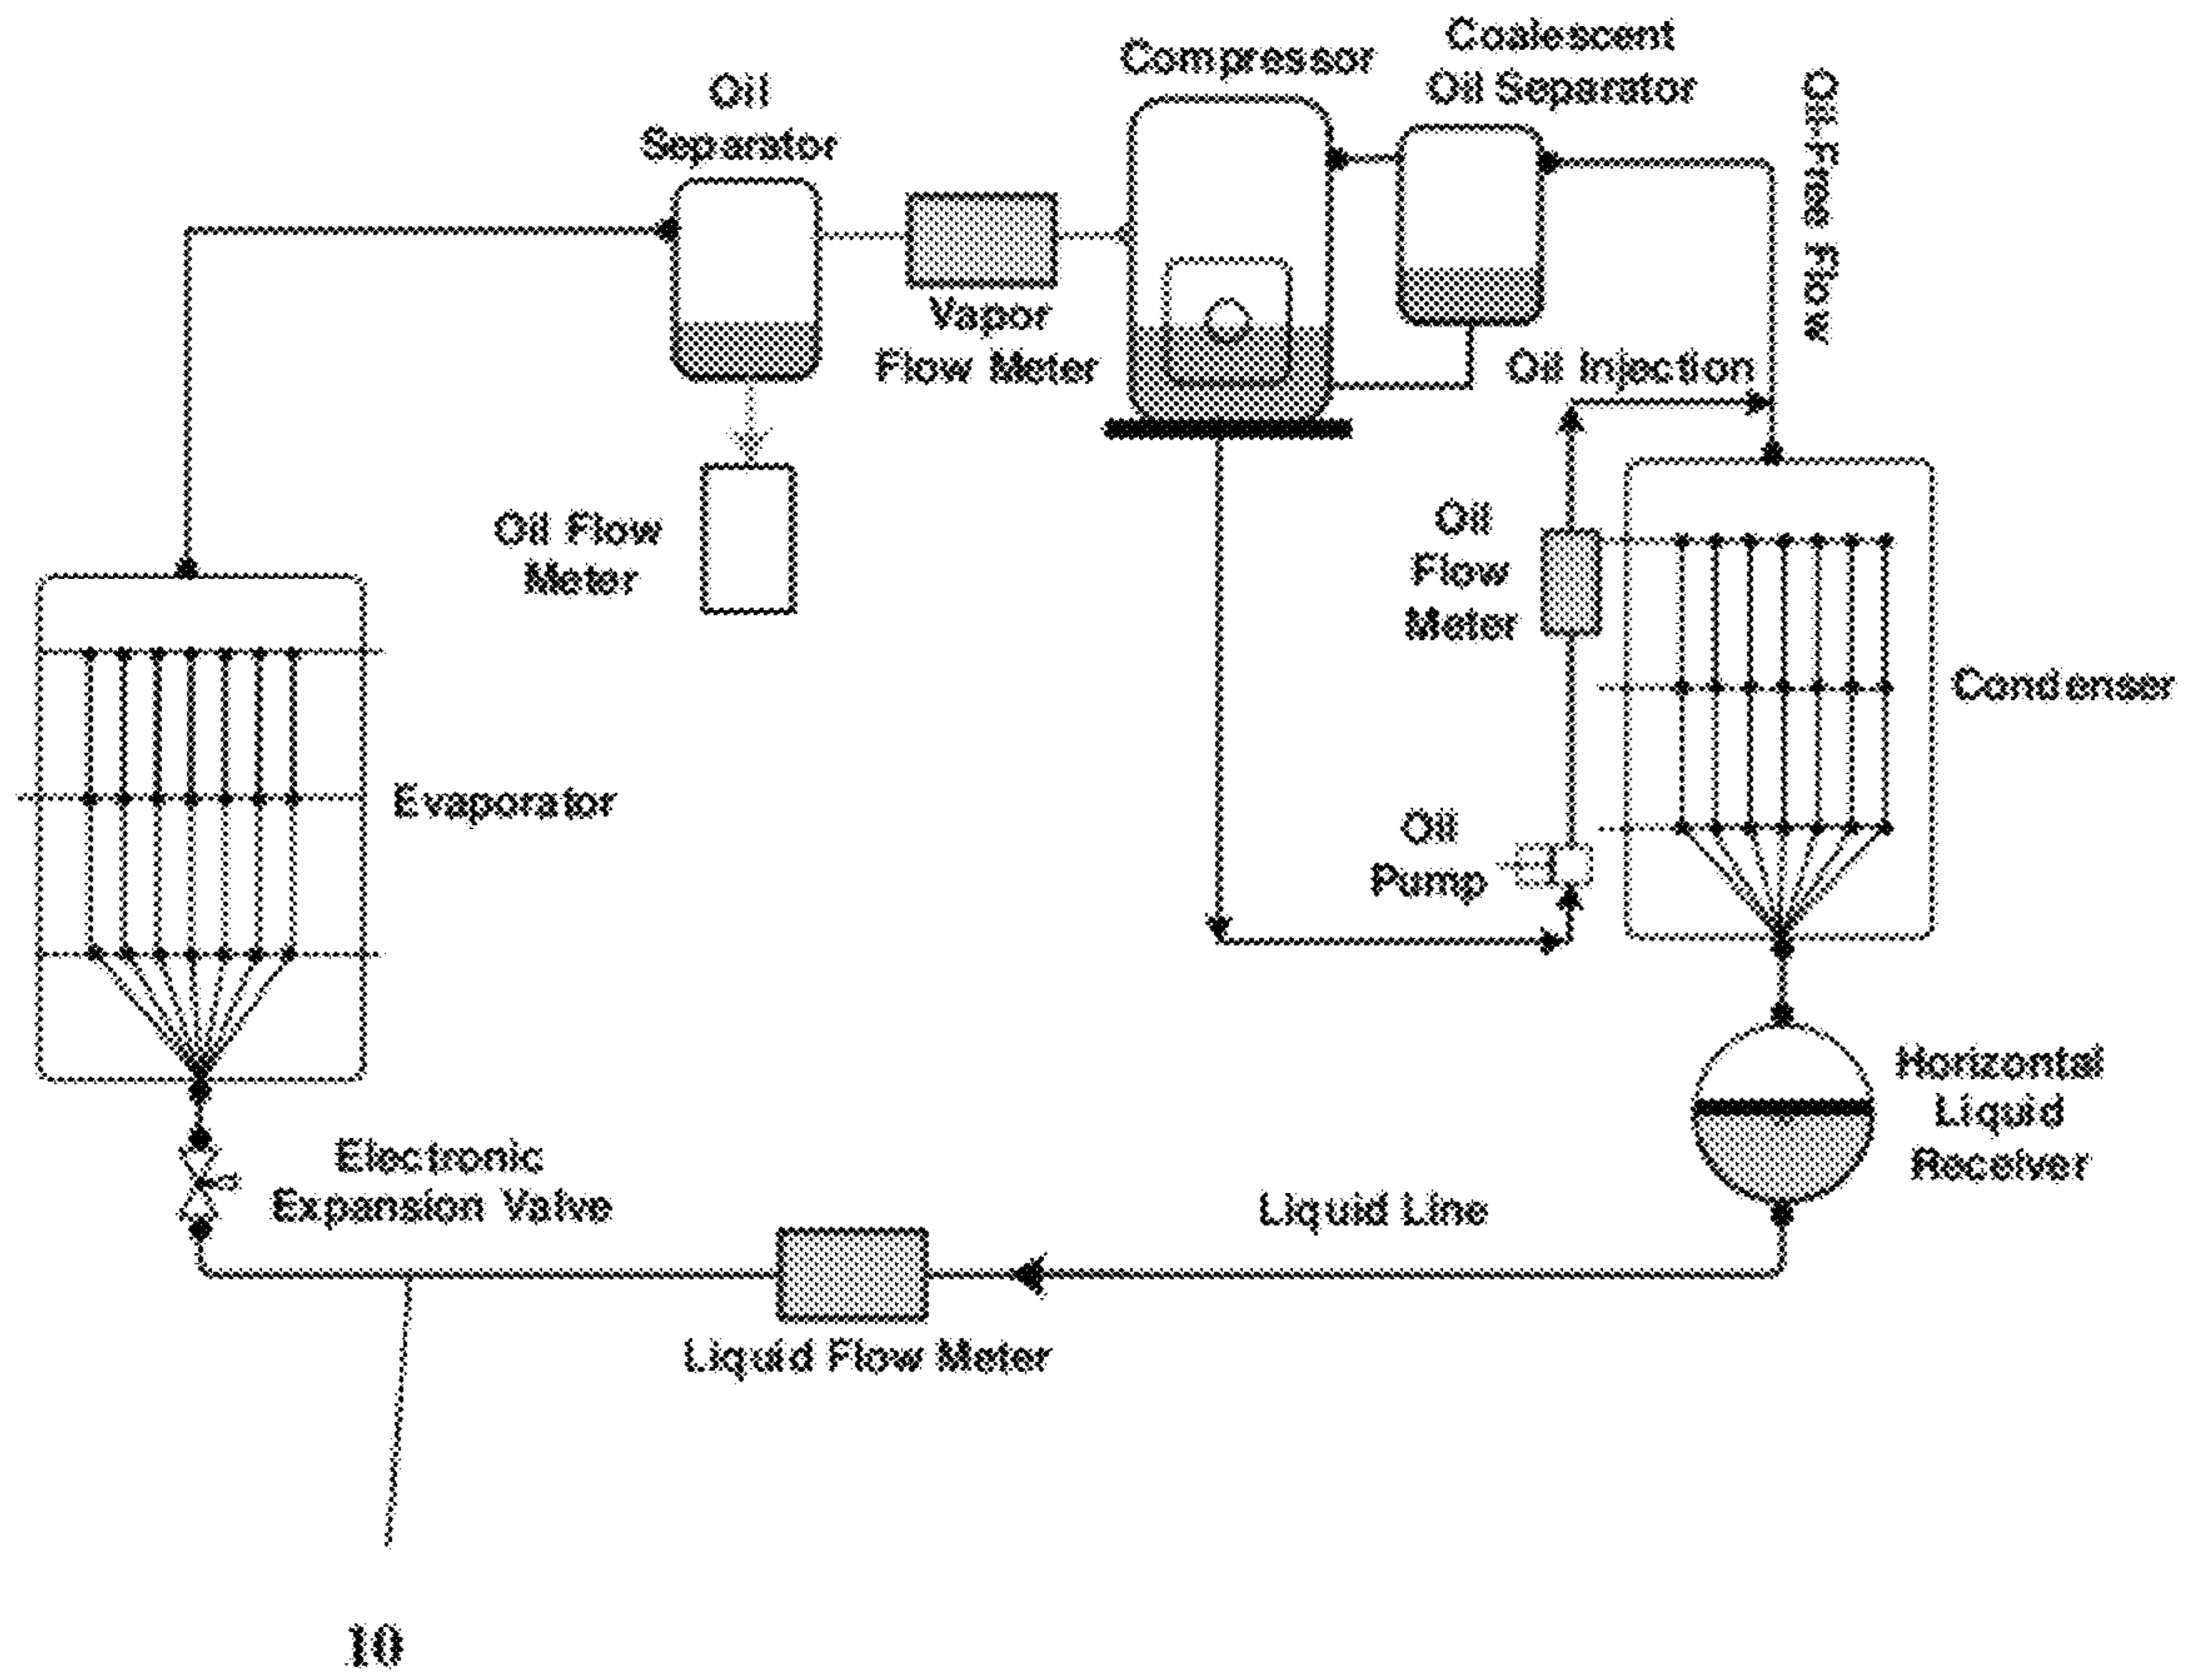 Compressor
Coalescent
Oil Separator
Oil
Separator
Oil-Free Flow
Vapor
Flow Meter
Oil Injection
Oil Flow
Meter
Oil
Flow
Meter
Condenser
Evaporator
Oil
Pump
Horizontal
Liquid
Receiver
Electronic
Expansion Valve
Liquid Line
Liquid Flow Meter
10